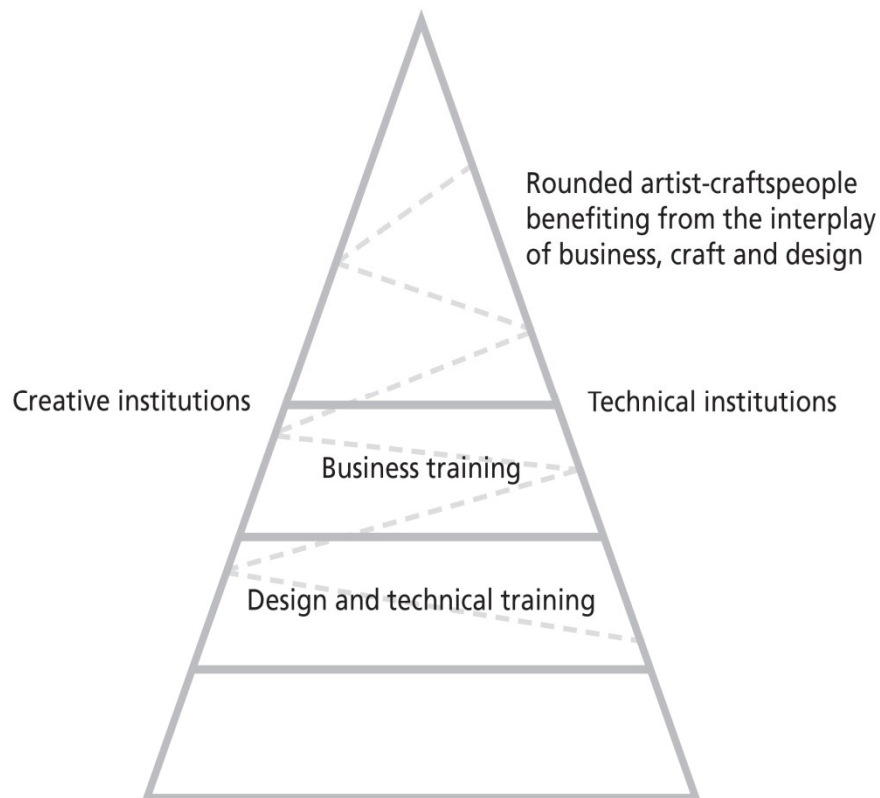 Rounded artist-craftspeople
benefiting from the interplay
of business, craft and design
Creative institutions
Technical institutions
Business training
Design and technical training